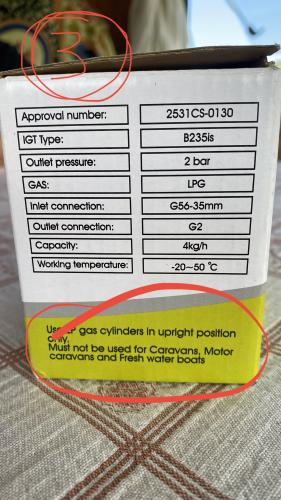 3
Approval number: 2531CS-0130
IGT Type: B235is
Outlet pressure: 2 bar
GAS: LPG
Inlet connection: G56-35mm
Outlet connection: G2
Capacity: 4kg/h
Working temperature: -20~50 °C
gas cylinders in upright position
only.
Must not be used for Caravans, Motor
caravans and Fresh water boats